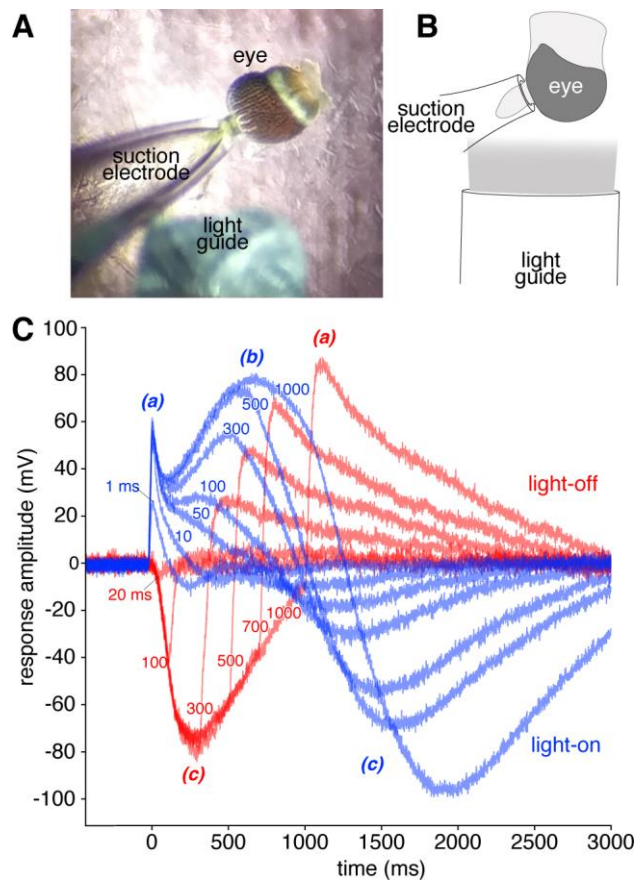 A
eye
suction
electrode
light
guide
B
eye
suction
electrode
light
guide
C
100
80
60
40
20
0
-20
-40
-60
-80
-100
response amplitude (mV)
(a)
(b)
(a)
1000
500
300
1 ms
100
50
10
light-off
20 ms
100
300
500
700
1000
(c)
(c)
light-on
0
500
1000
1500
2000
2500
3000
time (ms)